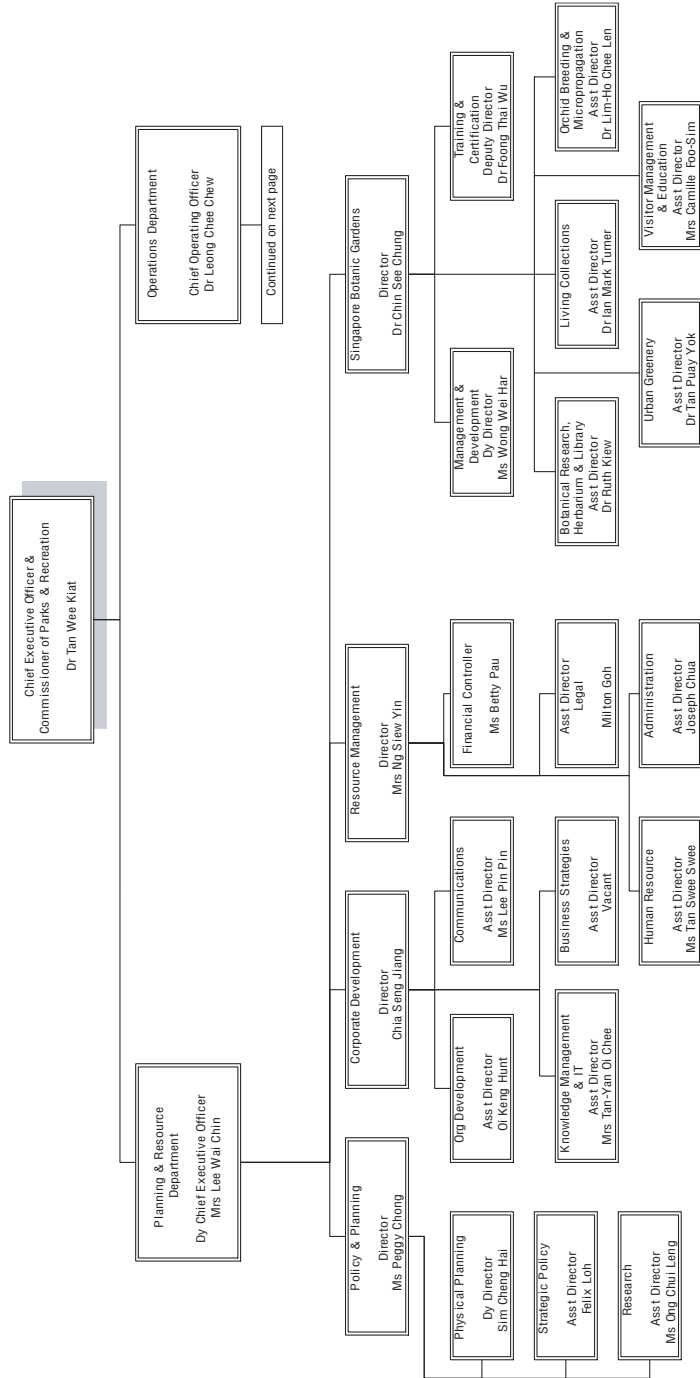 Chief Executive Officer &
Commissioner of Parks & Recreation
Dr Tan Wee Kiat
Planning & Resource
Department
Dy Chief Executive Officer
Mrs Lee Wai Chin
Operations Department
Chief Operating Officer
Dr Leong Chee Chew
Continued on next page
Policy & Planning
Director
Ms Peggy Chong
Corporate Development
Director
Chia Seng Jiang
Resource Management
Director
Mrs Ng Siew Yin
Singapore Botanic Gardens
Director
Dr Chin See Chung
Physical Planning
Dy Director
Sim Cheng Hai
Strategic Policy
Asst Director
Felix Loh
Research
Asst Director
Ms Ong Chui Leng
Org Development
Asst Director
Oi Keng Hunt
Communications
Asst Director
Ms Lee Pin Pin
Knowledge Management
& IT
Asst Director
Mrs Tan-Yan Oi Chee
Business Strategies
Asst Director
Vacant
Financial Controller
Ms Betty Pau
Asst Director
Legal
Milton Goh
Human Resource
Asst Director
Ms Tan Swee Swee
Administration
Asst Director
Joseph Chua
Management &
Development
Dy Director
Ms Wong Wei Har
Training &
Certification
Deputy Director
Dr Foong Thai Wu
Botanical Research,
Herbarium & Library
Asst Director
Dr Ruth Kiew
Living Collections
Asst Director
Dr Ian Mark Turner
Orchid Breeding &
Micropropagation
Asst Director
Dr Lim-Ho Chee Len
Urban Greenery
Asst Director
Dr Tan Puay Yok
Visitor Management
& Education
Asst Director
Mrs Camille Foo-Sim